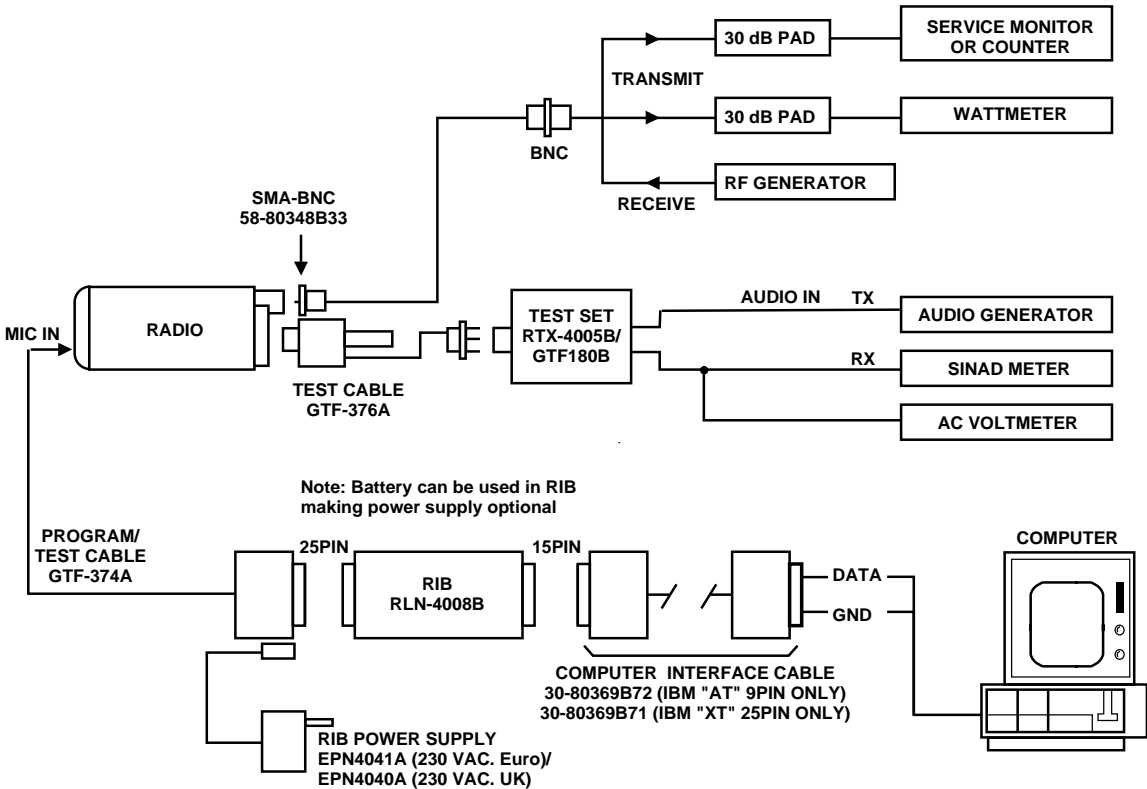 30 dB PAD
SERVICE MONITOR
OR COUNTER
TRANSMIT
30 dB PAD
WATTMETER
BNC
RF GENERATOR
RECEIVE
SMA-BNC
58-80348B33
MIC IN
RADIO
TEST CABLE
GTF-376A
TEST SET
RTX-4005B/
GTF180B
AUDIO IN
TX
AUDIO GENERATOR
RX
SINAD METER
AC VOLTMETER
Note: Battery can be used in RIB
making power supply optional
PROGRAM/
TEST CABLE
GTF-374A
25PIN
RIB
RLN-4008B
15PIN
DATA
GND
COMPUTER
COMPUTER INTERFACE CABLE
30-80369B72 (IBM "AT" 9PIN ONLY)
30-80369B71 (IBM "XT" 25PIN ONLY)
RIB POWER SUPPLY
EPN4041A (230 VAC. Euro)/
EPN4040A (230 VAC. UK)